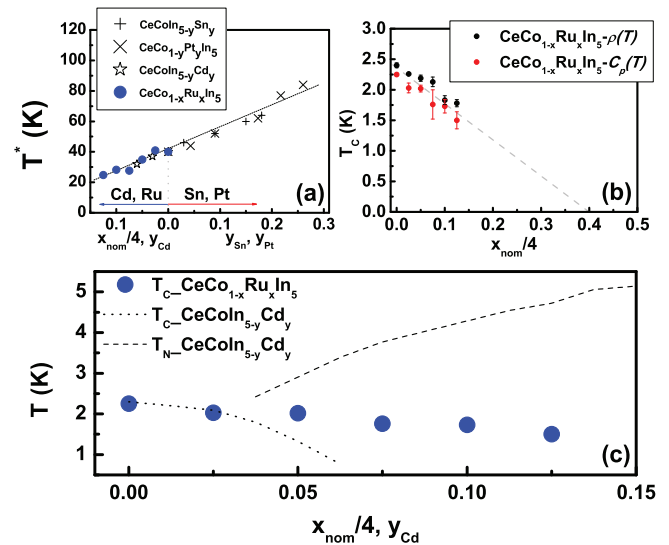 CeCoIn5-ySny
CeCo1-yPtyIn5
CeCoIn5-yCdy
CeCo1-xRuxIn5
T* (K)
120
100
80
60
40
20
0
Cd, Ru
Sn, Pt
(a)
0.1 0.0 0.1 0.2 0.3
xnom/4, yCd
ySn, yPt
CeCo1-xRuxIn5-ρ(T)
CeCo1-xRuxIn5-Cp(T)
TC (K)
3.0
2.5
2.0
1.5
1.0
0.5
0.0
(b)
0.0 0.1 0.2 0.3 0.4 0.5
xnom/4
TC_CeCo1-xRuxIn5
TC_CeCoIn5-yCdy
TN_CeCoIn5-yCdy
T (K)
5
4
3
2
1
(c)
0.00 0.05 0.10 0.15
xnom/4, yCd